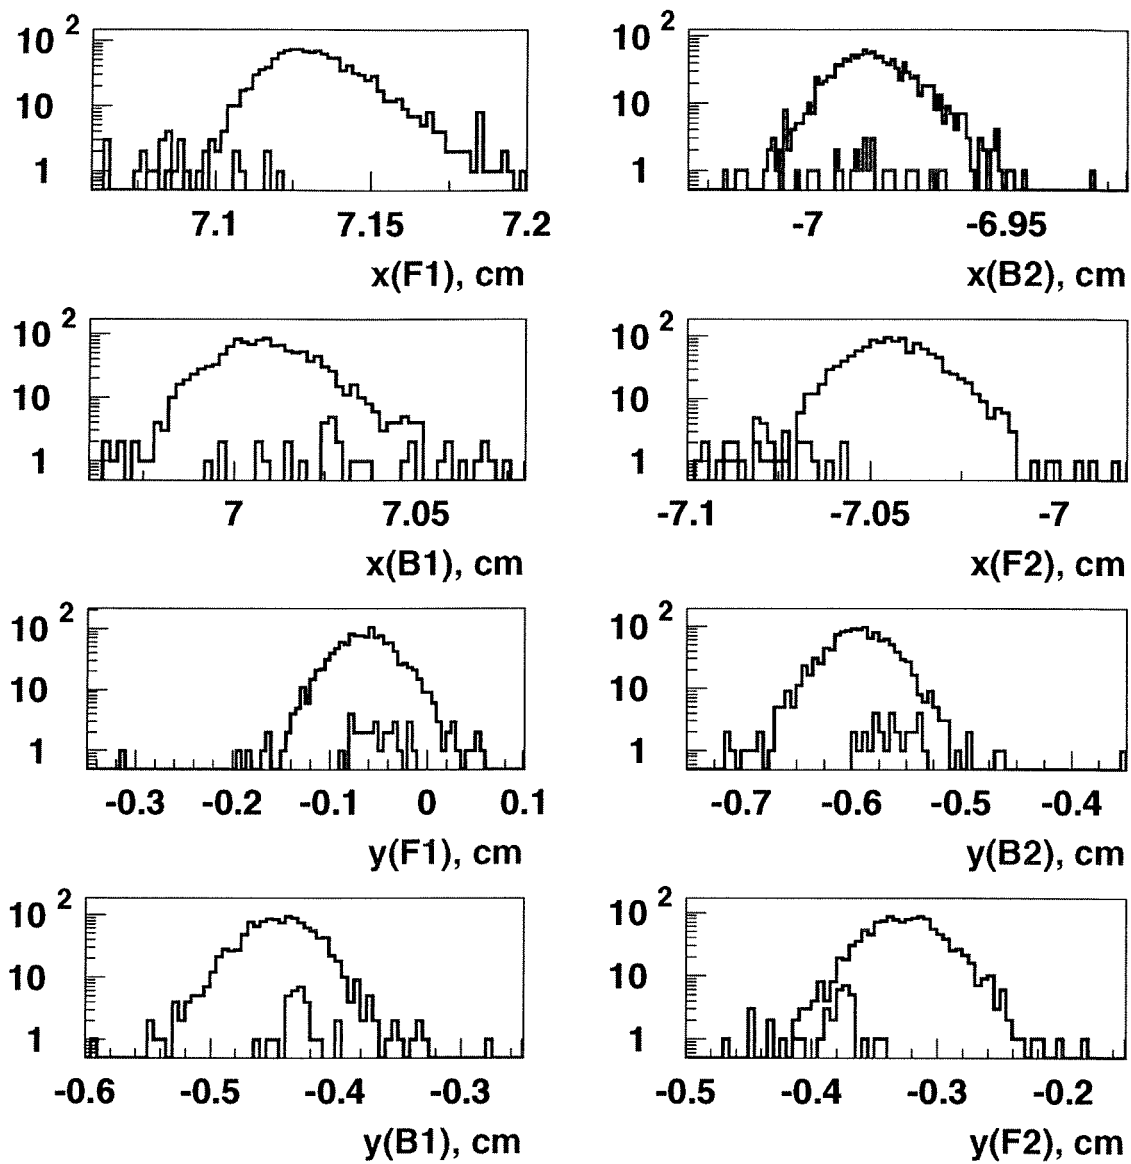 10 2
10
1
7.1 7.15 7.2
x(F1), cm
10 2
10
1
-7 -6.95
x(B2), cm
10 2
10
1
7 7.05
x(B1), cm
10 2
10
1
-7.1 -7.05 -7
x(F2), cm
10 2
10
1
-0.3 -0.2 -0.1 0 0.1
y(F1), cm
10 2
10
1
-0.7 -0.6 -0.5 -0.4
y(B2), cm
10 2
10
1
-0.6 -0.5 -0.4 -0.3
y(B1), cm
10 2
10
1
-0.5 -0.4 -0.3 -0.2
y(F2), cm